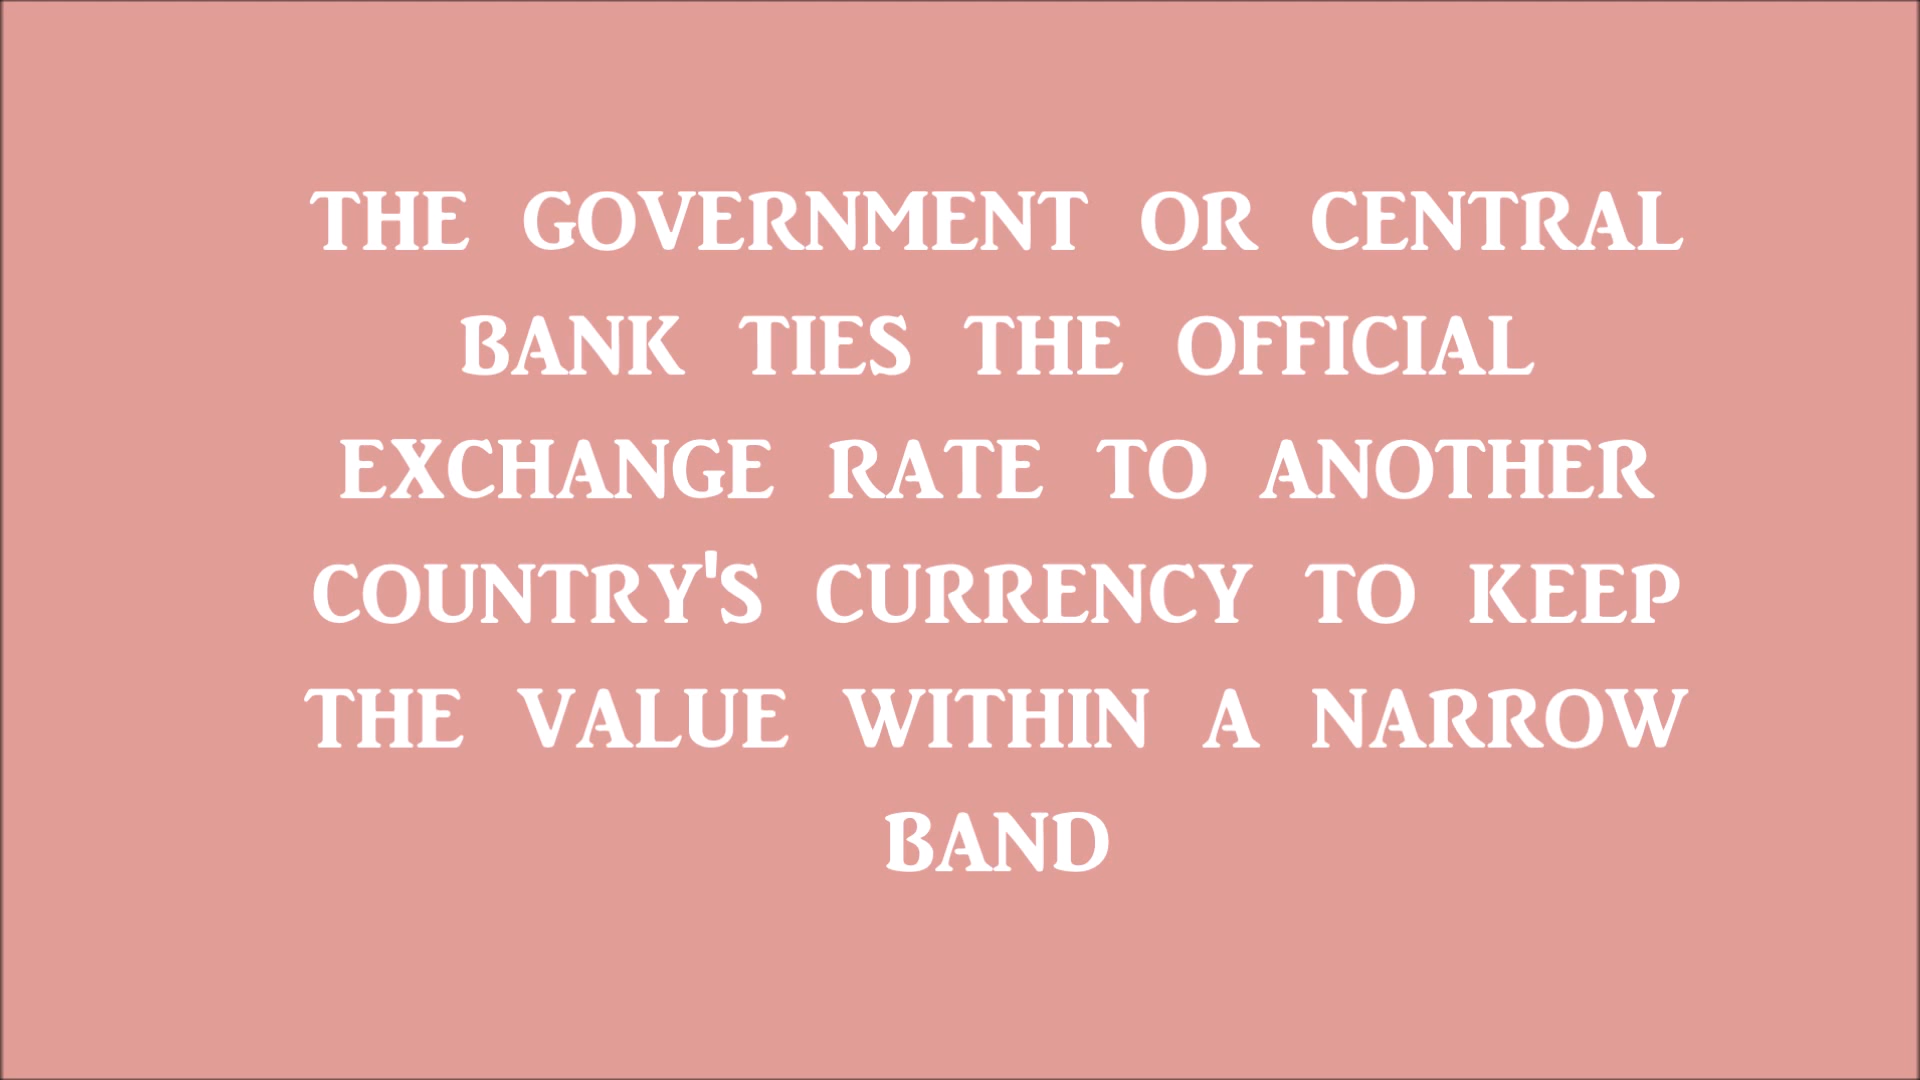 THE GOVERNMENT OR CENTRAL
BANK TIES THE OFFICIAL
EXCHANGE RATE TO ANOTHER
COUNTRY'S CURRENCY TO KEEP
THE VALUE WITHIN A NARROW
BAND